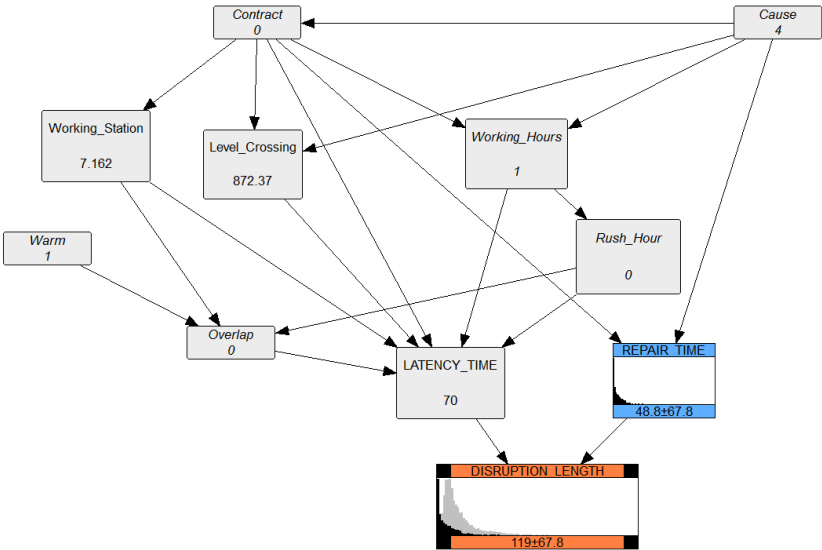 Contract
0
Cause
4
Working_Station
7.162
Level_Crossing
872.37
Working_Hours
1
Warm
1
Rush_Hour
0
Overlap
0
LATENCY_TIME
70
REPAIR_TIME
48.8±67.8
DISRUPTION_LENGTH
119±67.8